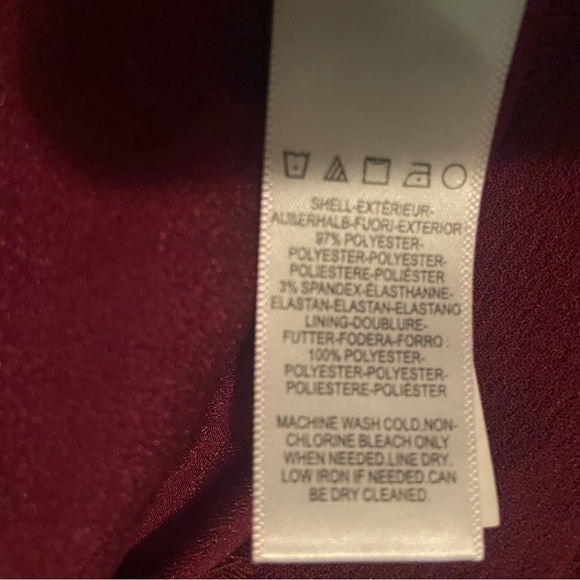 SHELL-EXTÉRIEUR-
AUßERHALB-FUORI-EXTERIOR
97% POLYESTER-
POLYESTER-POLYESTER-
POLIESTERE-POLIÉSTER
3% SPANDEX-ÉLASTHANNE-
ELASTAN-ELASTAN-ELASTANO
LINING-DOUBLURE-
FUTTER-FODERA-FORRO :
100% POLYESTER-
POLYESTER-POLYESTER-
POLIESTERE-POLIÉSTER
MACHINE WASH COLD.NON-
CHLORINE BLEACH ONLY
WHEN NEEDED.LINE DRY.
LOW IRON IF NEEDED.CAN
BE DRY CLEANED.